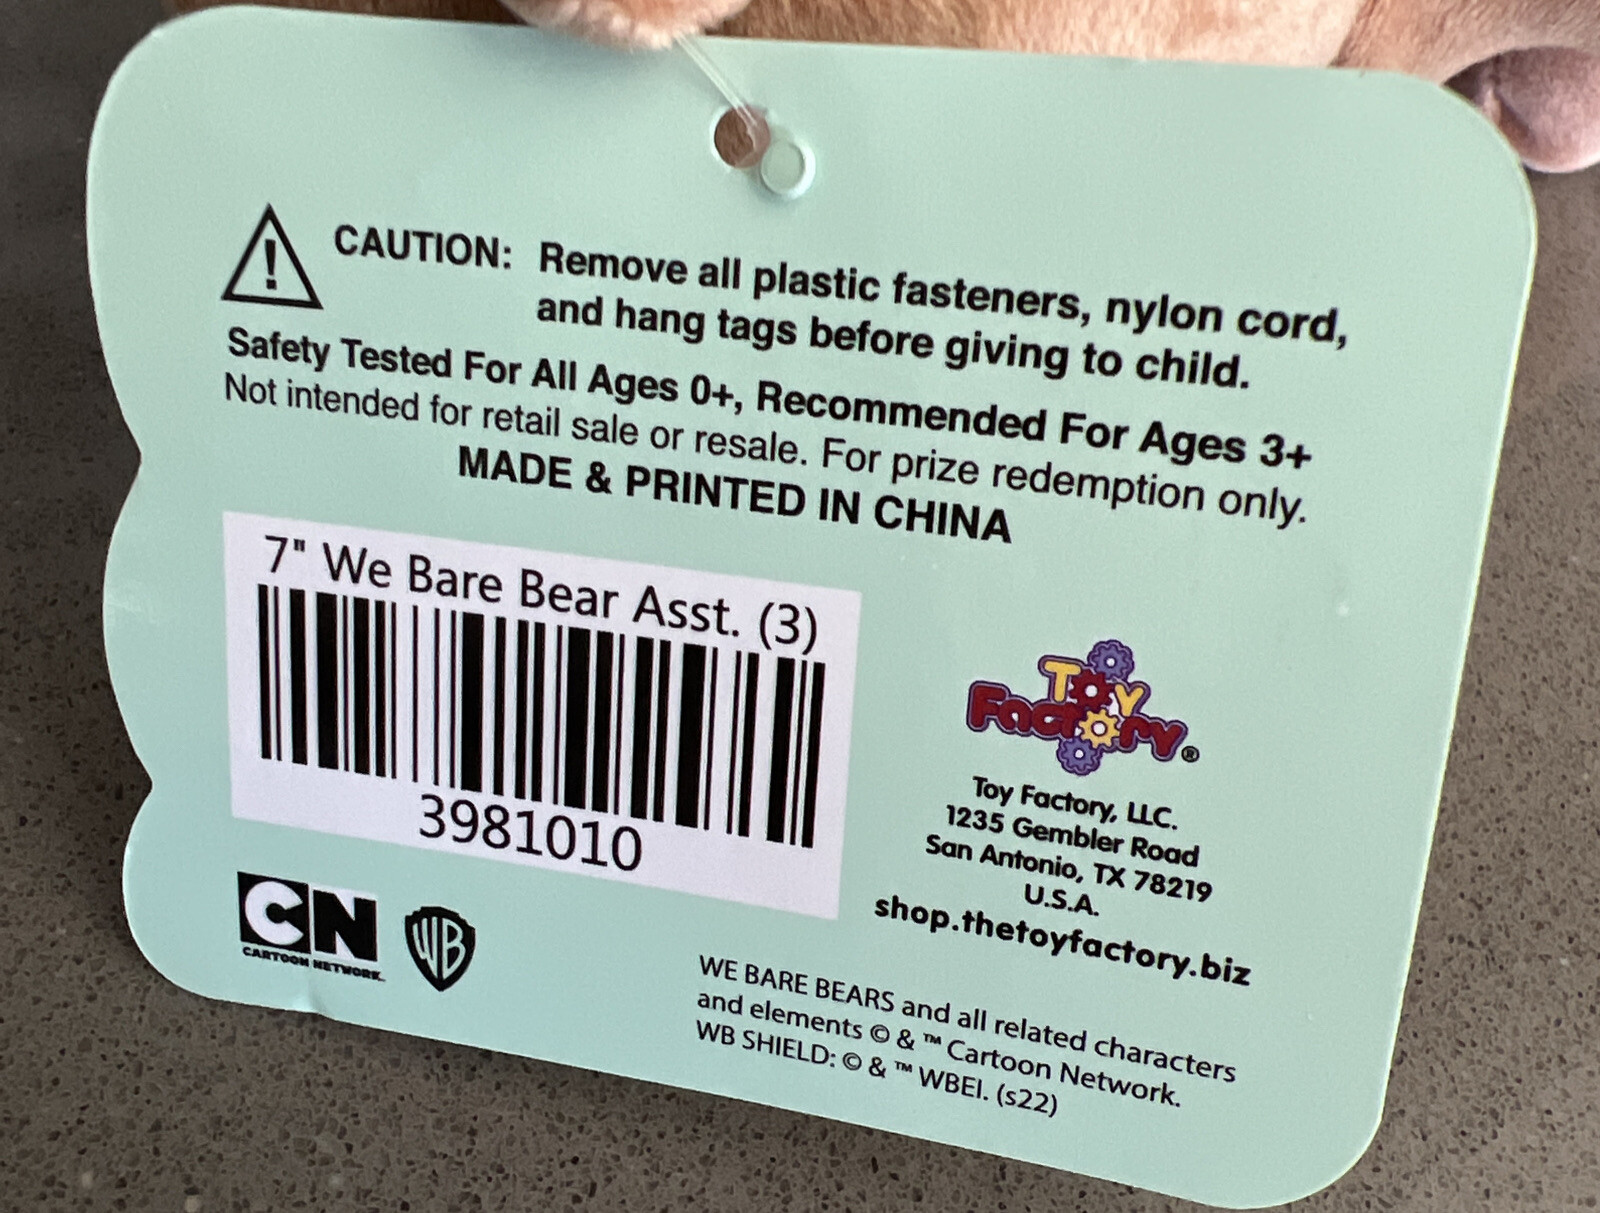 CAUTION: Remove all plastic fasteners, nylon cord,
and hang tags before giving to child.
Safety Tested For All Ages 0+, Recommended For Ages 3+
Not intended for retail sale or resale. For prize redemption only.
MADE & PRINTED IN CHINA
7" We Bare Bear Asst. (3)
3981010
TOY
FACTORY®
Toy Factory, LLC.
1235 Gembler Road
San Antonio, TX 78219
U.S.A.
shop.thetoyfactory.biz
CN
CARTOON NETWORK™
WB
WE BARE BEARS and all related characters
and elements © & ™ Cartoon Network.
WB SHIELD: © & ™ WBEI. (s22)